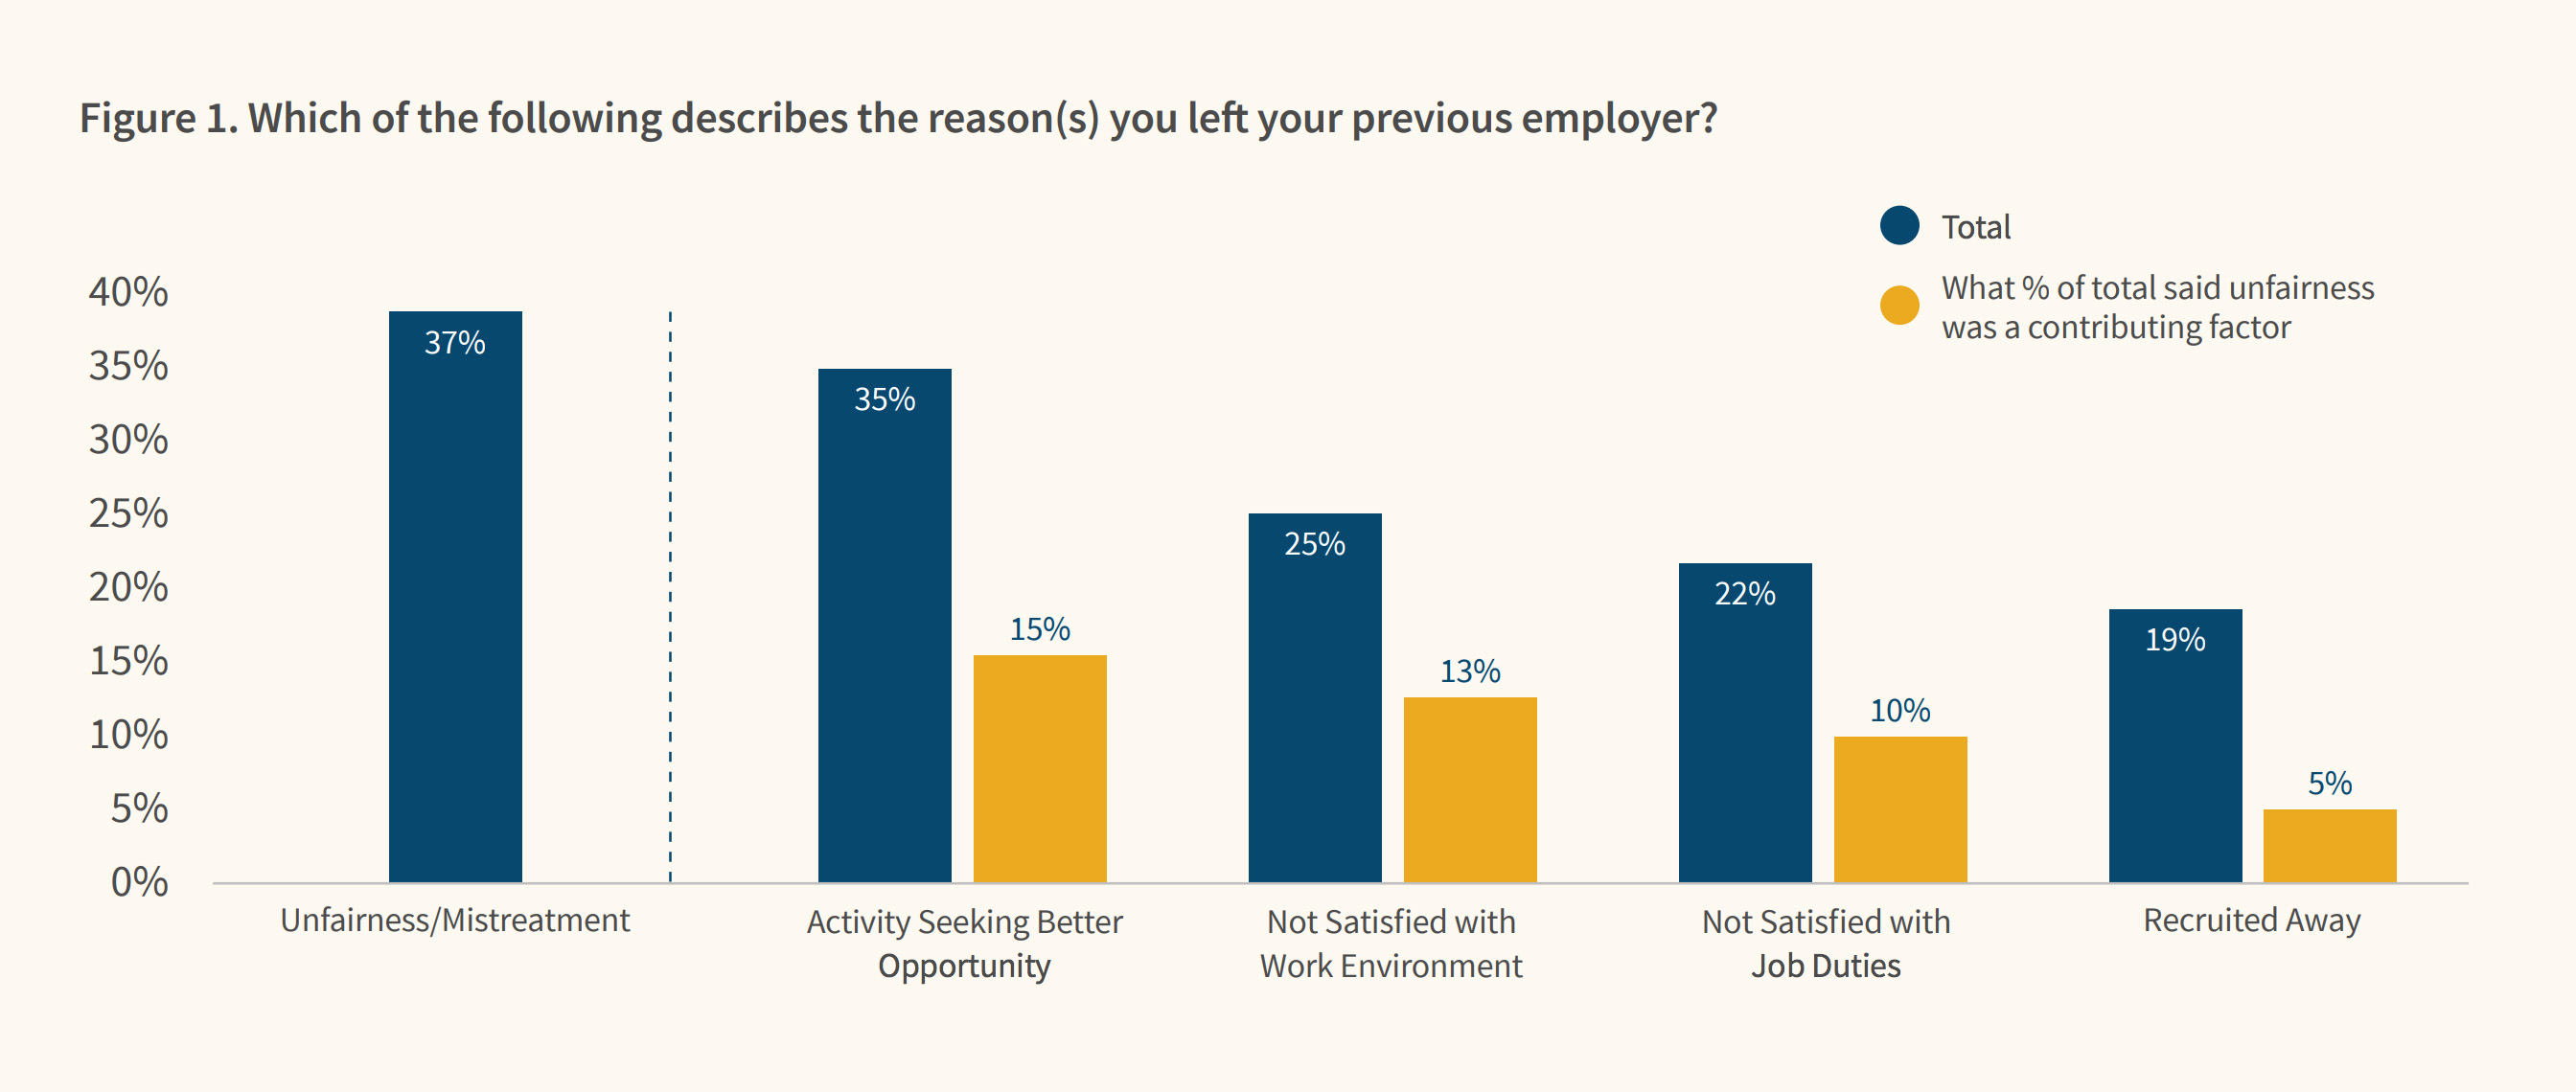 Figure 1. Which of the following describes the reason(s) you left your previous employer?
Total
What % of total said unfairness
was a contributing factor
40%
35%
30%
25%
20%
15%
10%
5%
0%
37%
35%
15%
25%
13%
22%
10%
19%
5%
Unfairness/Mistreatment
Activity Seeking Better
Opportunity
Not Satisfied with
Work Environment
Not Satisfied with
Job Duties
Recruited Away